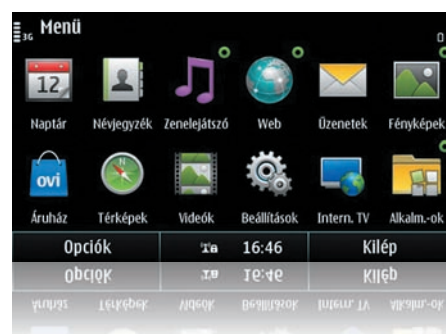 3G Menü
12
Naptár Névjegyzék Zenelejátszó Web Üzenetek Fényképek
ovi
Áruház Térképek Videók Beállítások Intern. TV Alkalm.-ok
Opciók 16:46 Kilép